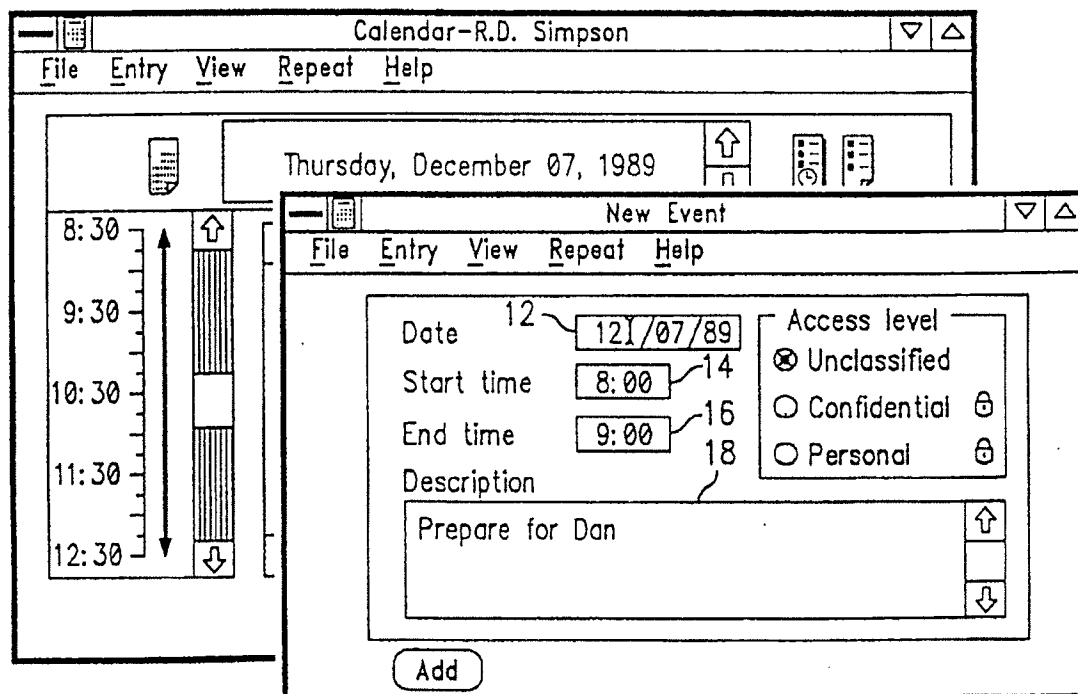 Calendar-R.D. Simpson
File Entry View Repeat Help
Thursday, December 07, 1989
8:30
9:30
10:30
11:30
12:30
New Event
File Entry View Repeat Help
Date 12 12/07/89
Start time 8:00 14
End time 9:00 16
Access level
Unclassified
Confidential
Personal
Description 18
Prepare for Dan
Add